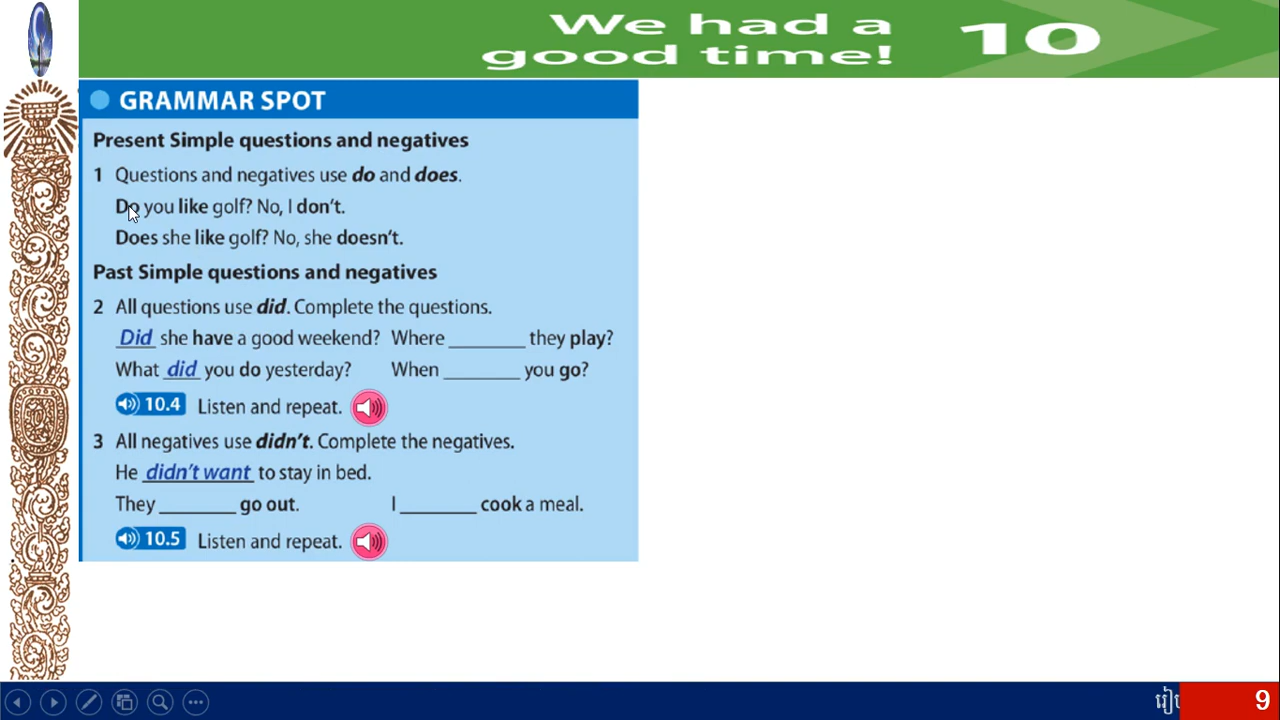 We had a
good time!
10
GRAMMAR SPOT
Present Simple questions and negatives
1 Questions and negatives use do and does.
Do you like golf? No, I don't.
Does she like golf? No, she doesn't.
Past Simple questions and negatives
2 All questions use did. Complete the questions.
Did she have a good weekend? Where ________ they play?
What did you do yesterday? When ________ you go?
10.4 Listen and repeat.
3 All negatives use didn't. Complete the negatives.
He didn't want to stay in bed.
They ________ go out. I ________ cook a meal.
10.5 Listen and repeat.
9